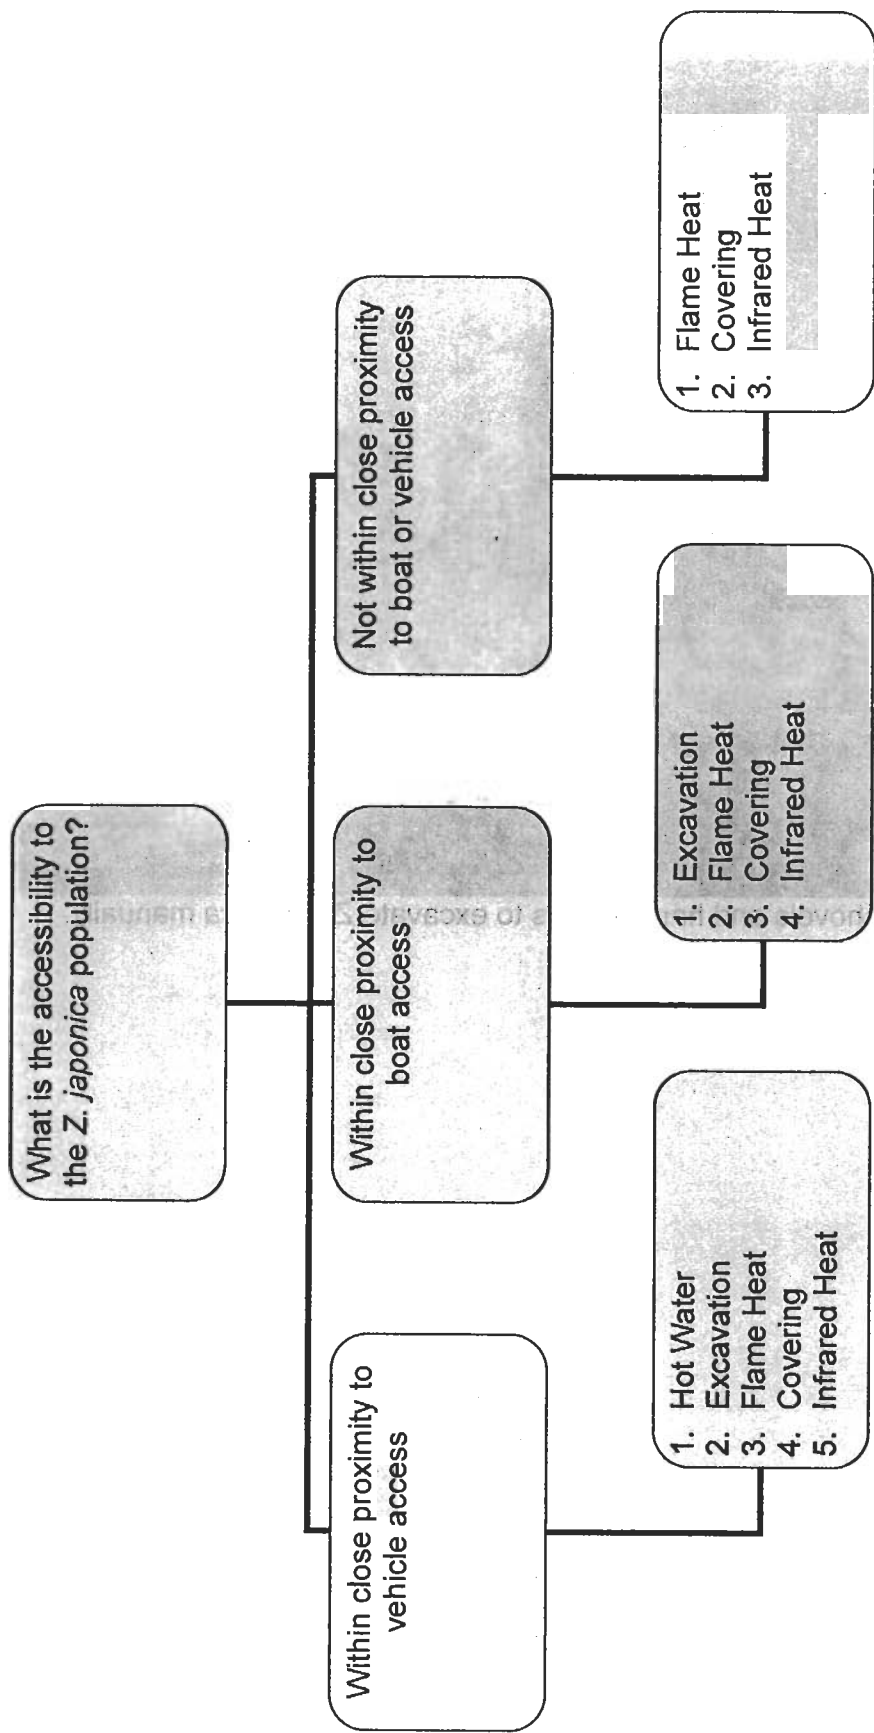 What is the accessibility to
the Z. japonica population?
Within close proximity to
vehicle access
Within close proximity to
boat access
Not within close proximity
to boat or vehicle access
1. Hot Water
2. Excavation
3. Flame Heat
4. Covering
5. Infrared Heat
1. Excavation
2. Flame Heat
3. Covering
4. Infrared Heat
1. Flame Heat
2. Covering
3. Infrared Heat